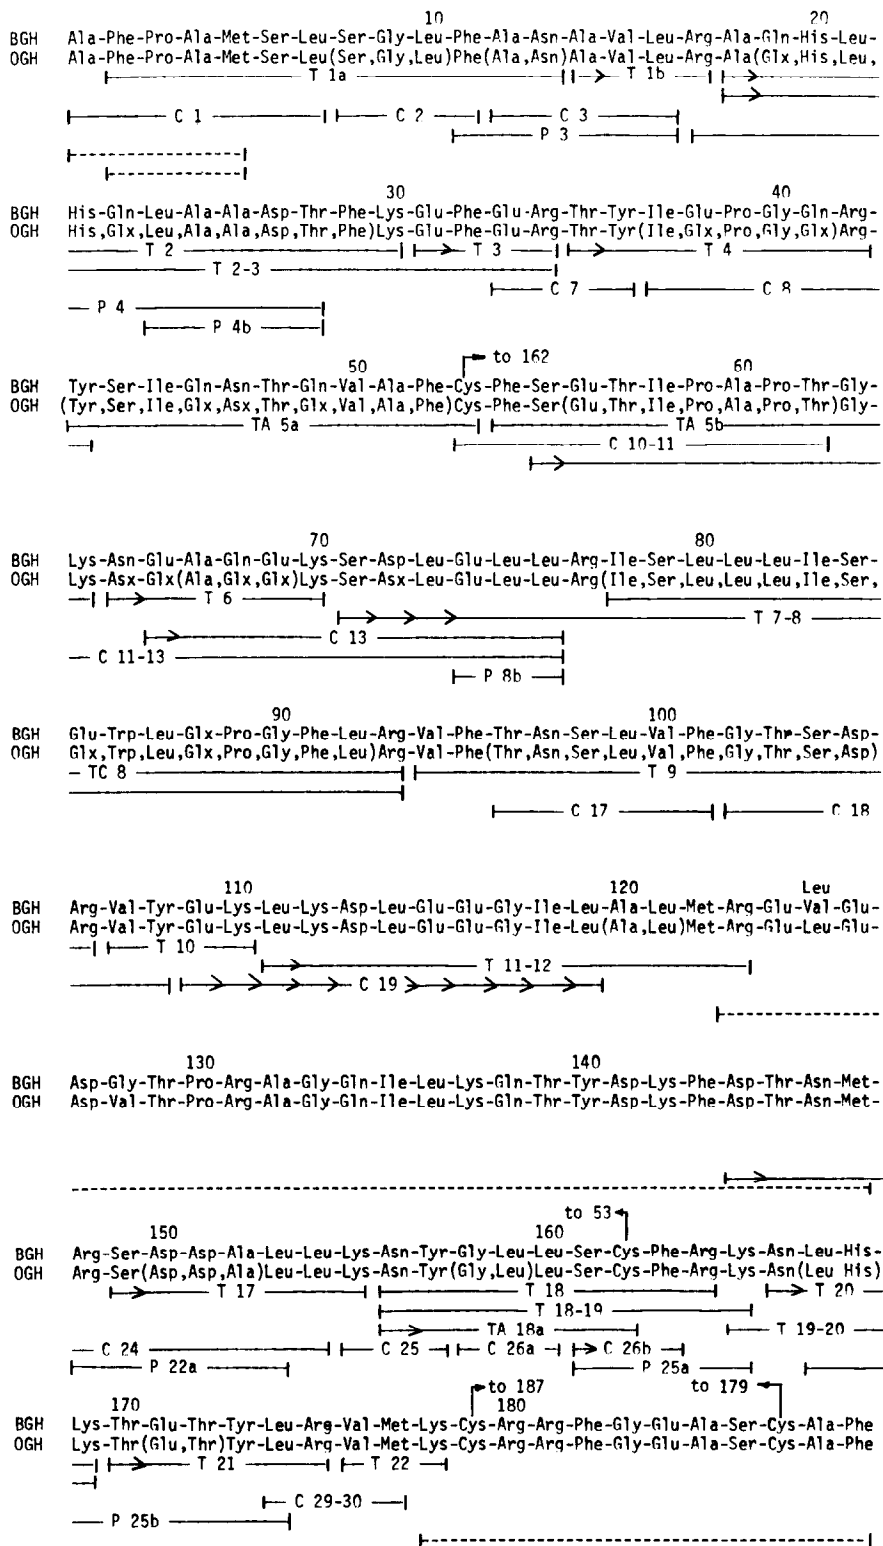 10 20
BGH Ala-Phe-Pro-Ala-Met-Ser-Leu-Ser-Gly-Leu-Phe-Ala-Asn-Ala-Val-Leu-Arg-Ala-Gln-His-Leu-
OGH Ala-Phe-Pro-Ala-Met-Ser-Leu(Ser,Gly,Leu)Phe(Ala,Asn)Ala-Val-Leu-Arg-Ala(Glx,His,Leu,
T 1a T 1b
C 1 C 2 C 3
P 3
30 40
BGH His-Gln-Leu-Ala-Ala-Asp-Thr-Phe-Lys-Glu-Phe-Glu-Arg-Thr-Tyr-Ile-Glu-Pro-Gly-Gln-Arg-
OGH His,Glx,Leu,Ala,Ala,Asp,Thr,Phe)Lys-Glu-Phe-Glu-Arg-Thr-Tyr(Ile,Glx,Pro,Gly,Glx)Arg-
T 2 T 3 T 4
T 2-3
C 7 C 8
P 4
P 4b
to 162
50 60
BGH Tyr-Ser-Ile-Gln-Asn-Thr-Gln-Val-Ala-Phe-Cys-Phe-Ser-Glu-Thr-Ile-Pro-Ala-Pro-Thr-Gly-
OGH (Tyr,Ser,Ile,Glx,Asx,Thr,Glx,Val,Ala,Phe)Cys-Phe-Ser(Glu,Thr,Ile,Pro,Ala,Pro,Thr)Gly-
TA 5a TA 5b
C 10-11
70 80
BGH Lys-Asn-Glu-Ala-Gln-Glu-Lys-Ser-Asp-Leu-Glu-Leu-Leu-Arg-Ile-Ser-Leu-Leu-Leu-Ile-Ser-
OGH Lys-Asx-Glx(Ala,Glx,Glx)Lys-Ser-Asx-Leu-Glu-Leu-Leu-Arg(Ile,Ser,Leu,Leu,Leu,Ile,Ser,
T 6
T 7-8
C 13
C 11-13
P 8b
90 100
BGH Glu-Trp-Leu-Glx-Pro-Gly-Phe-Leu-Arg-Val-Phe-Thr-Asn-Ser-Leu-Val-Phe-Gly-Thr-Ser-Asp-
OGH Glx,Trp,Leu,Glx,Pro,Gly,Phe,Leu)Arg-Val-Phe(Thr,Asn,Ser,Leu,Val,Phe,Gly,Thr,Ser,Asp)
TC 8 T 9
C 17 C 18
110 120 Leu
BGH Arg-Val-Tyr-Glu-Lys-Leu-Lys-Asp-Leu-Glu-Glu-Gly-Ile-Leu-Ala-Leu-Met-Arg-Glu-Val-Glu-
OGH Arg-Val-Tyr-Glu-Lys-Leu-Lys-Asp-Leu-Glu-Glu-Gly-Ile-Leu(Ala,Leu)Met-Arg-Glu-Leu-Glu-
T 10
T 11-12
C 19
130 140
BGH Asp-Gly-Thr-Pro-Arg-Ala-Gly-Gln-Ile-Leu-Lys-Gln-Thr-Tyr-Asp-Lys-Phe-Asp-Thr-Asn-Met-
OGH Asp-Val-Thr-Pro-Arg-Ala-Gly-Gln-Ile-Leu-Lys-Gln-Thr-Tyr-Asp-Lys-Phe-Asp-Thr-Asn-Met-
to 53
150 160
BGH Arg-Ser-Asp-Asp-Ala-Leu-Leu-Lys-Asn-Tyr-Gly-Leu-Leu-Ser-Cys-Phe-Arg-Lys-Asn-Leu-His-
OGH Arg-Ser(Asp,Asp,Ala)Leu-Leu-Lys-Asn-Tyr(Gly,Leu)Leu-Ser-Cys-Phe-Arg-Lys-Asn(Leu His)
T 17 T 18 T 20
T 18-19
TA 18a T 19-20
C 24 C 25 C 26a C 26b
P 22a P 25a
to 187 to 179
170 180
BGH Lys-Thr-Glu-Thr-Tyr-Leu-Arg-Val-Met-Lys-Cys-Arg-Arg-Phe-Gly-Glu-Ala-Ser-Cys-Ala-Phe
OGH Lys-Thr(Glu,Thr)Tyr-Leu-Arg-Val-Met-Lys-Cys-Arg-Arg-Phe-Gly-Glu-Ala-Ser-Cys-Ala-Phe
T 21 T 22
C 29-30
P 25b